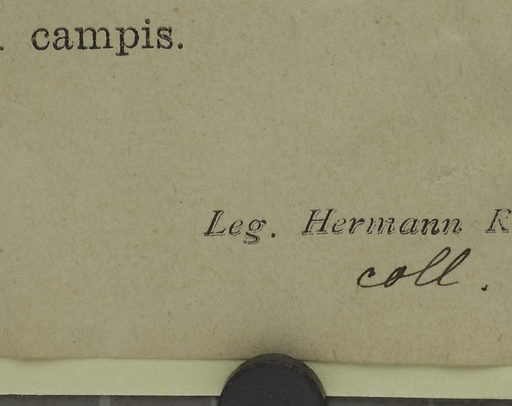 campis.
Leg. Hermann
coll.